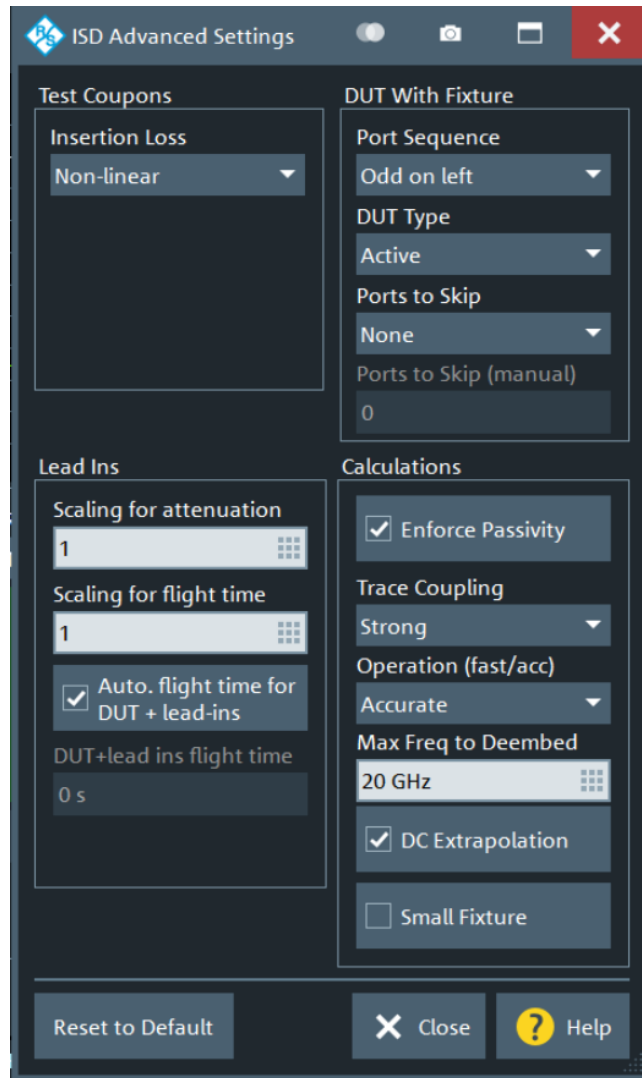 R&S ISD Advanced Settings
Test Coupons
Insertion Loss
Non-linear
DUT With Fixture
Port Sequence
Odd on left
DUT Type
Active
Ports to Skip
None
Ports to Skip (manual)
0
Lead Ins
Scaling for attenuation
1
Scaling for flight time
1
Auto. flight time for
DUT + lead-ins
DUT+lead ins flight time
0 s
Calculations
Enforce Passivity
Trace Coupling
Strong
Operation (fast/acc)
Accurate
Max Freq to Deembed
20 GHz
DC Extrapolation
Small Fixture
Reset to Default
Close
? Help